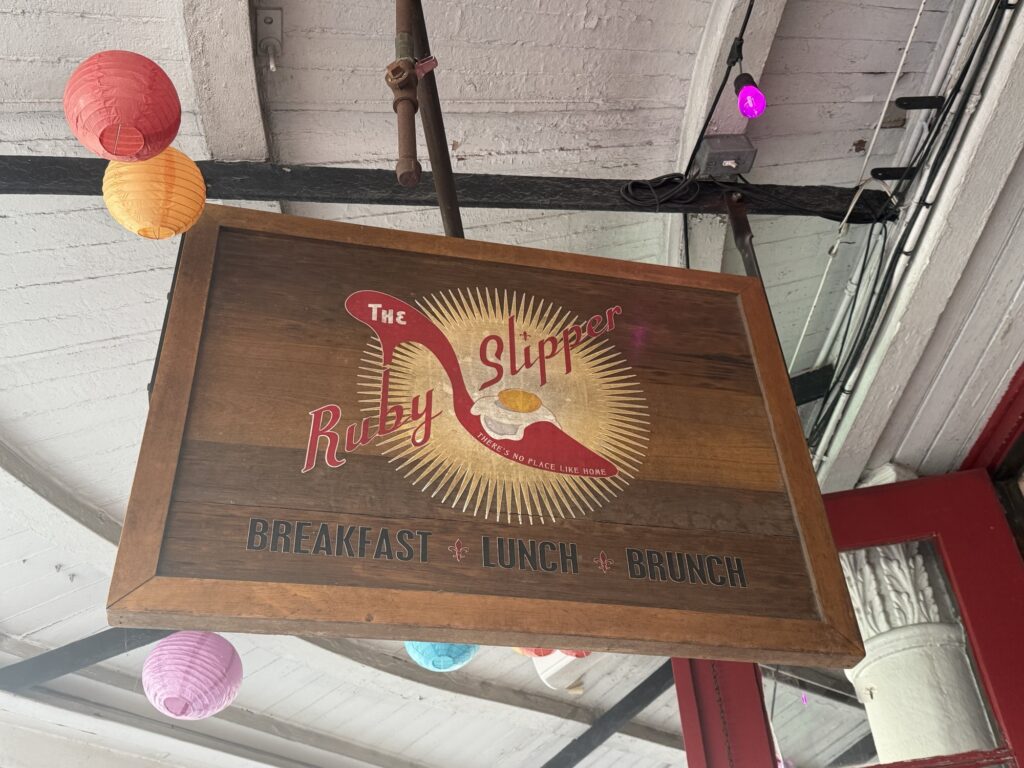 THE
Ruby Slipper
THERE'S NO PLACE LIKE HOME
BREAKFAST LUNCH BRUNCH